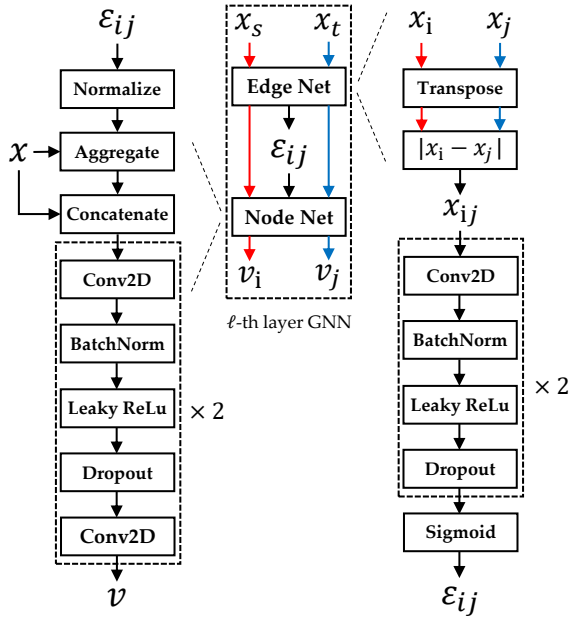 ε_ij
Normalize
x
Aggregate
Concatenate
Conv2D
BatchNorm
Leaky ReLu
× 2
Dropout
Conv2D
v
x_s x_t
Edge Net
ε_ij
Node Net
v_i v_j
ℓ-th layer GNN
x_i x_j
Transpose
|x_i − x_j|
x_ij
Conv2D
BatchNorm
Leaky ReLu
× 2
Dropout
Sigmoid
ε_ij